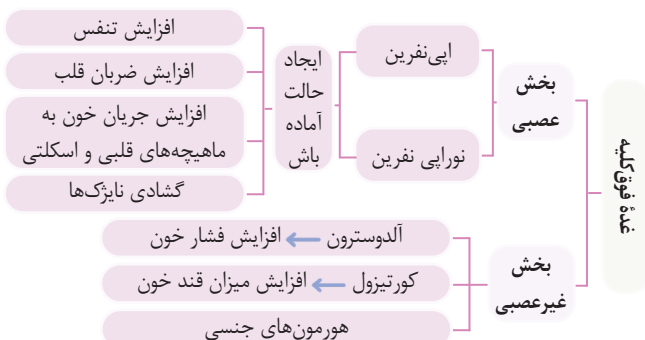 غدهٔ فوق‌کلیه
بخش
عصبی
اپی‌نفرین
نوراپی نفرین
ایجاد
حالت
آماده
باش
افزایش تنفس
افزایش ضربان قلب
افزایش جریان خون به
ماهیچه‌های قلبی و اسکلتی
گشادی نایژک‌ها
بخش
غیرعصبی
آلدوسترون ← افزایش فشار خون
کورتیزول ← افزایش میزان قند خون
هورمون‌های جنسی